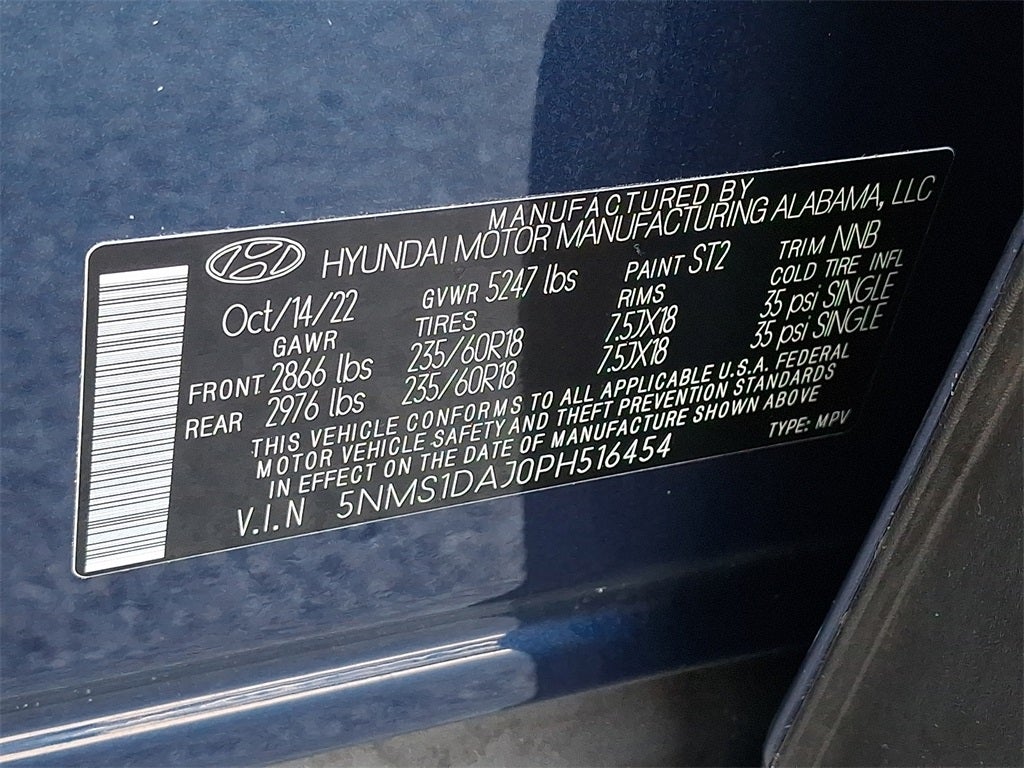 MANUFACTURED BY
HYUNDAI MOTOR MANUFACTURING ALABAMA, LLC
Oct/14/22 GVWR 5247 lbs PAINT ST2 TRIM NNB
GAWR TIRES RIMS COLD TIRE INFL
FRONT 2866 lbs 235/60R18 7.5JX18 35 psi SINGLE
REAR 2976 lbs 235/60R18 7.5JX18 35 psi SINGLE
THIS VEHICLE CONFORMS TO ALL APPLICABLE U.S.A. FEDERAL
MOTOR VEHICLE SAFETY AND THEFT PREVENTION STANDARDS
IN EFFECT ON THE DATE OF MANUFACTURE SHOWN ABOVE
V.I.N 5NMS1DAJ0PH516454 TYPE: MPV